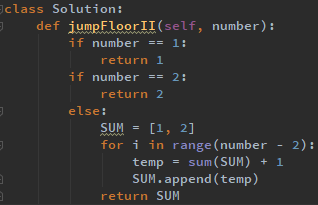 class Solution:
    def jumpFloorII(self, number):
        if number == 1:
            return 1
        if number == 2:
            return 2
        else:
            SUM = [1, 2]
            for i in range(number - 2):
                temp = sum(SUM) + 1
                SUM.append(temp)
        return SUM